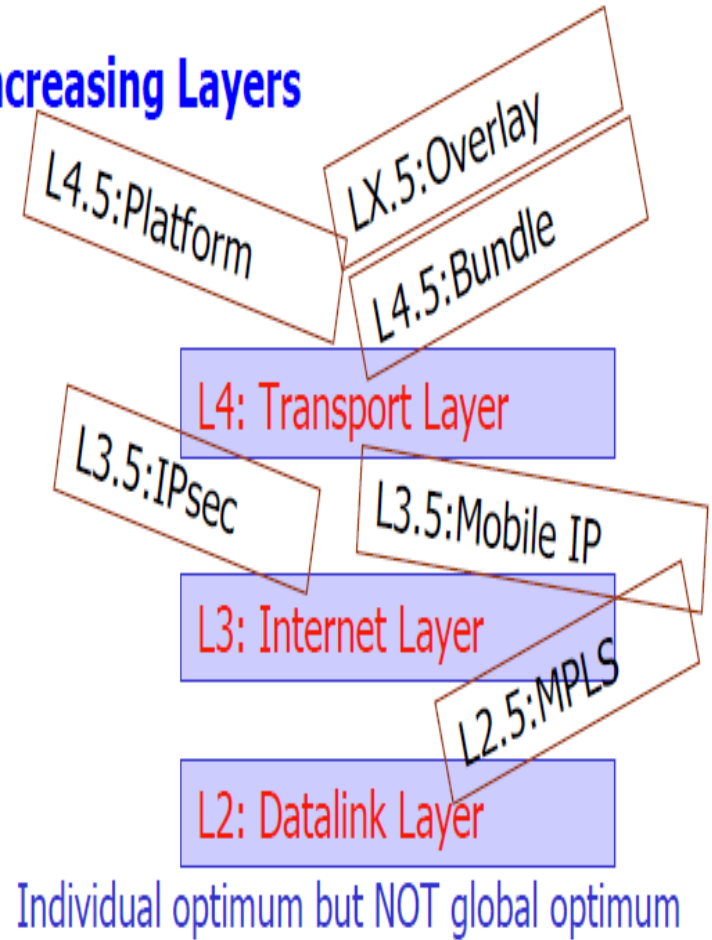 ncreasing Layers
LX.5:Overlay
L4.5:Platform
L4.5:Bundle
L4: Transport Layer
L3.5:IPsec
L3.5:Mobile IP
L3: Internet Layer
L2.5:MPLS
L2: Datalink Layer
Individual optimum but NOT global optimum